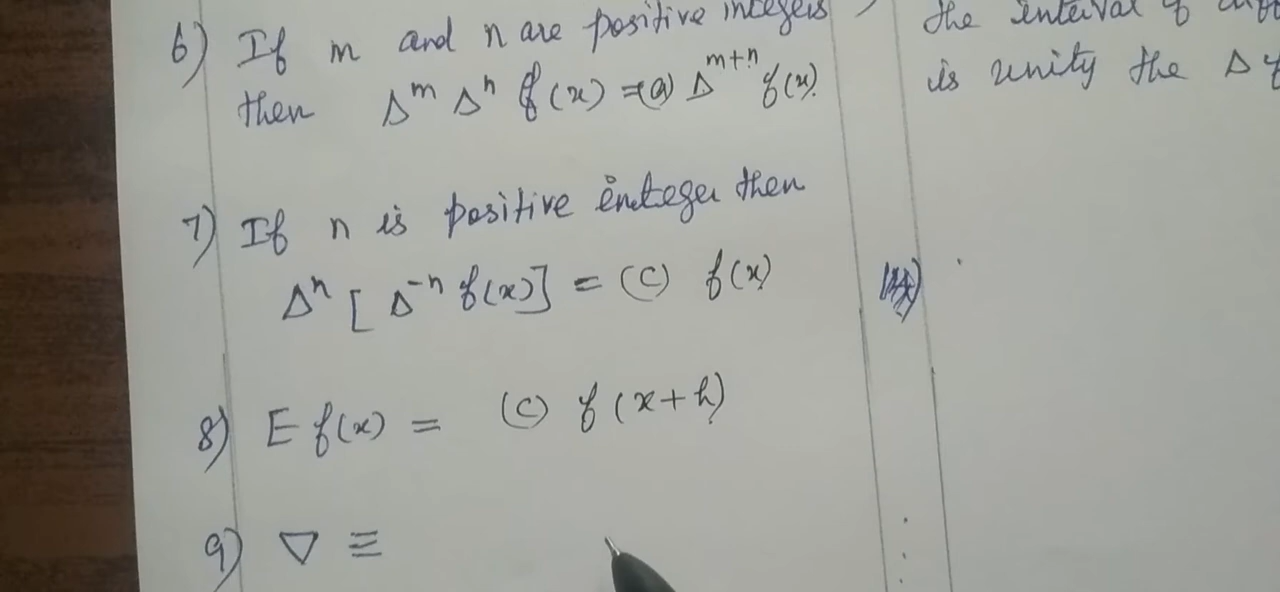 6) If m and n are positive integers
then Δ^m Δ^n f(x) = (a) Δ^{m+n} f(x).
7) If n is positive integer then
Δ^n [Δ^{-n} f(x)] = (c) f(x)
8) E f(x) = (c) f(x+h)
9) ∇ ≡
the interval of
is unity the Δ